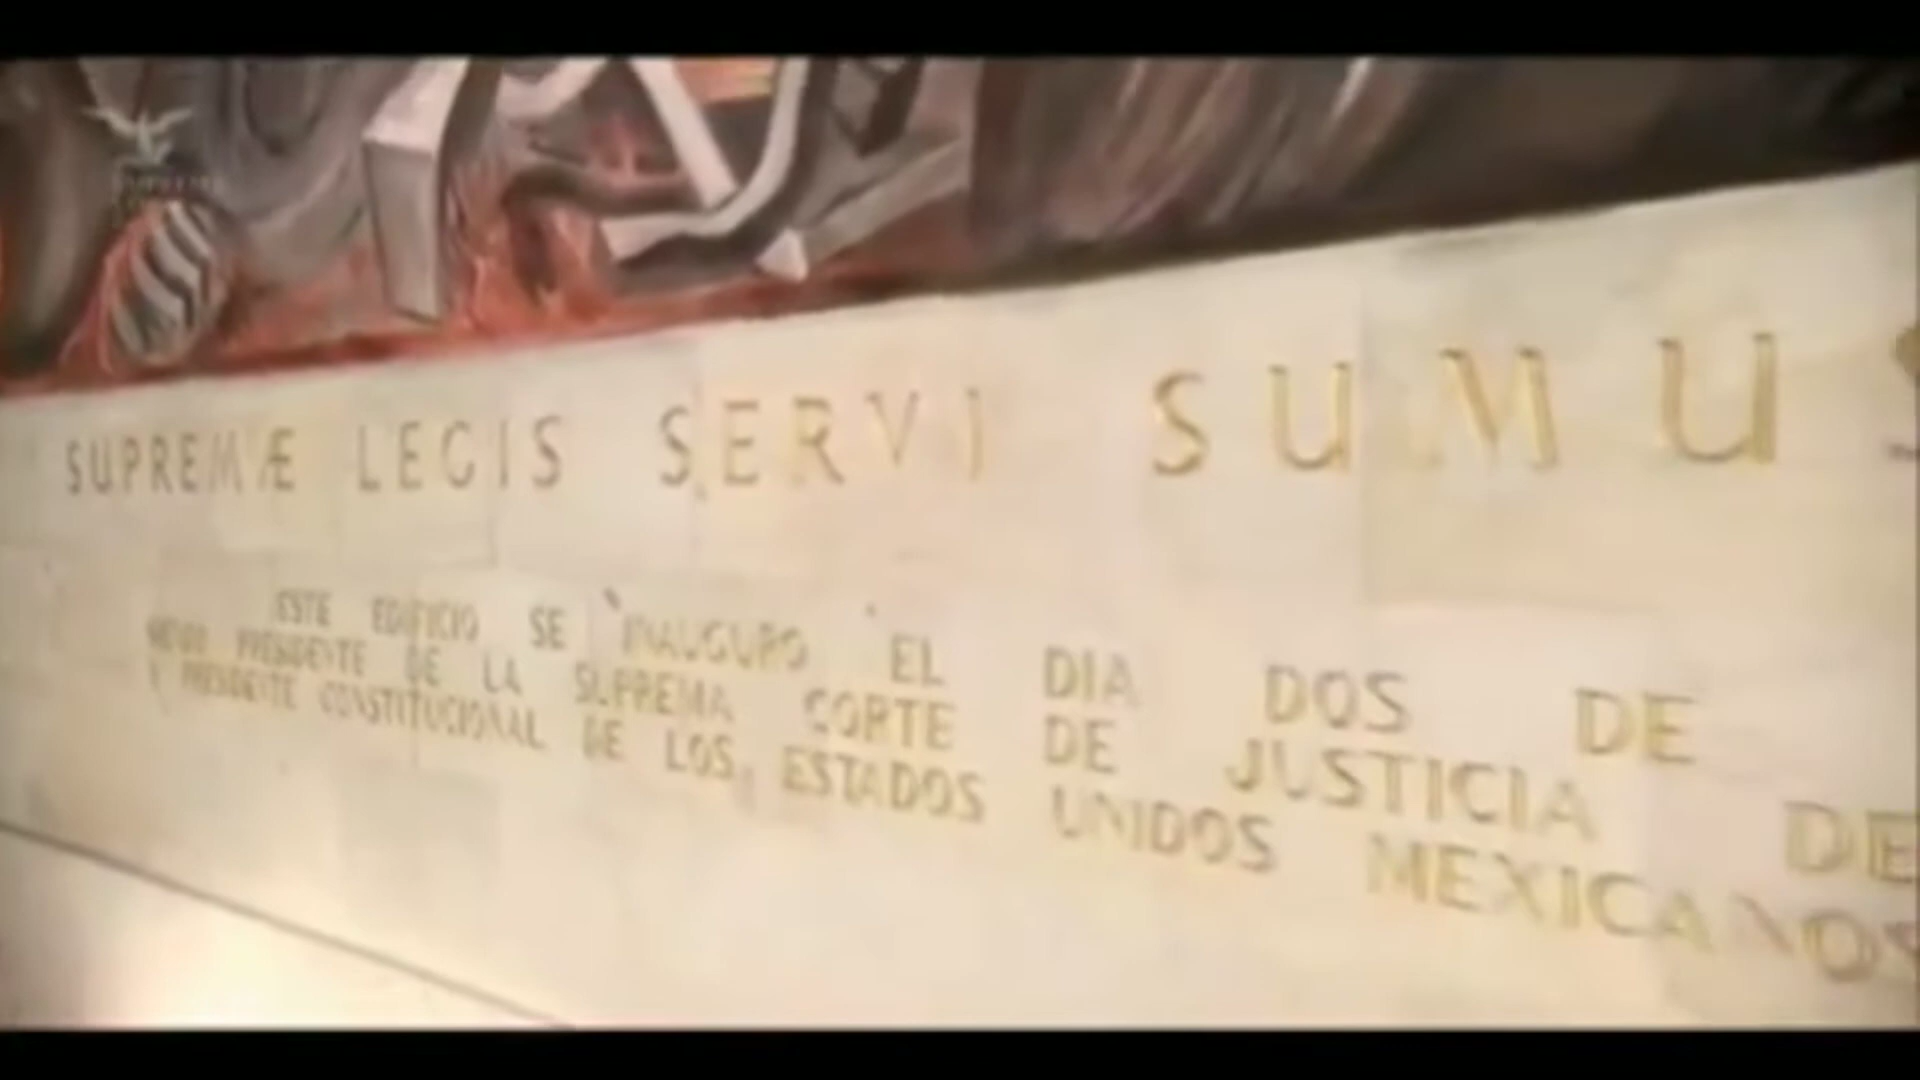 SUPREMÆ LEGIS SERVI SUMUS
ESTE EDIFICIO SE INAUGURO EL DIA DOS DE
PRESIDENTE DE LA SUPREMA CORTE DE JUSTICIA DE
Y PRESIDENTE CONSTITUCIONAL DE LOS ESTADOS UNIDOS MEXICANOS